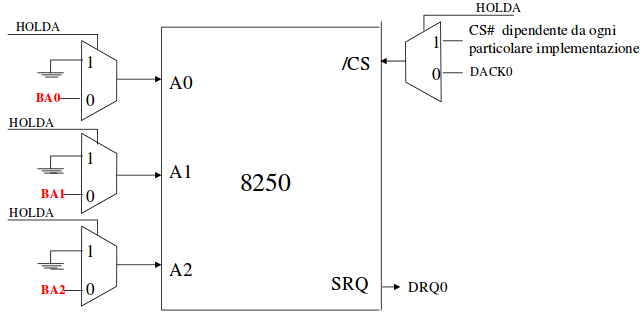 HOLDA
HOLDA
1
CS# dipendente da ogni
1
particolare implementazione
/CS
0
DACK0
A0
BA0
0
HOLDA
1
A1
8250
BA1
0
HOLDA
1
A2
SRQ
DRQ0
BA2
0